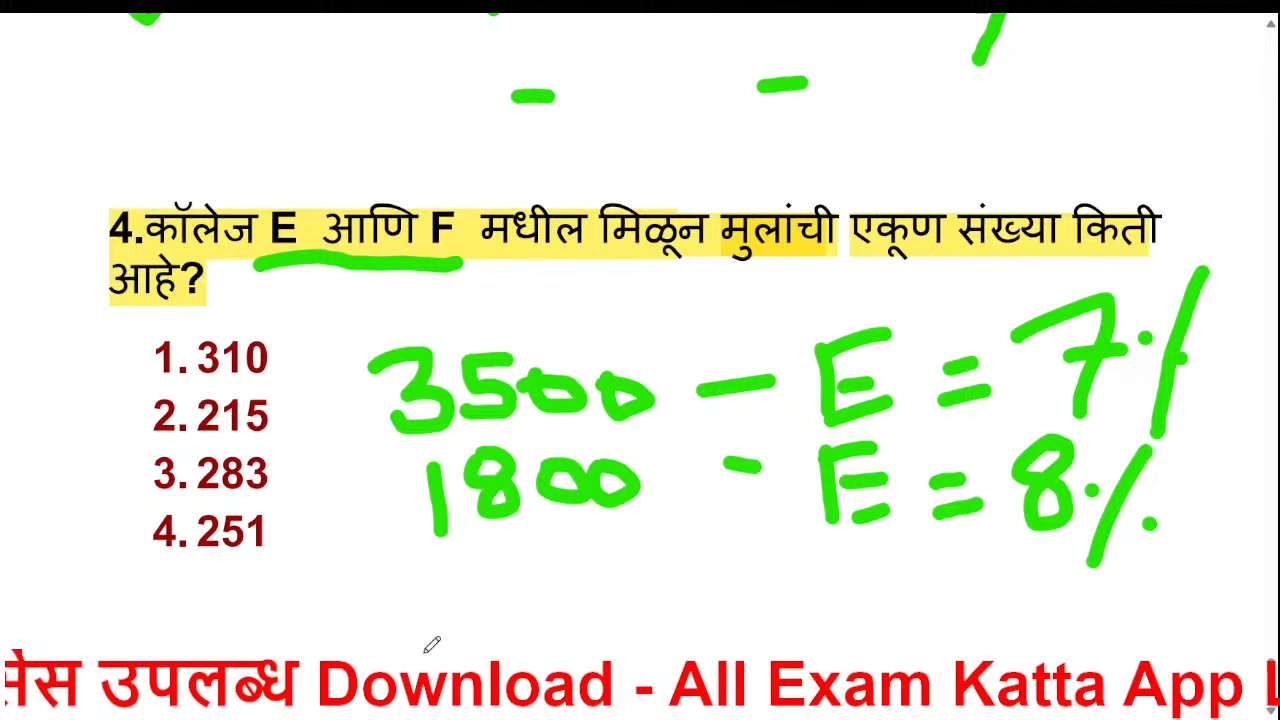 4.कॉलेज E आणि F मधील मिळून मुलांची एकूण संख्या किती
आहे?
1. 310
2. 215
3. 283
4. 251
3500 - E = 7%
1800 - E = 8%
सेस उपलब्ध Download - All Exam Katta App